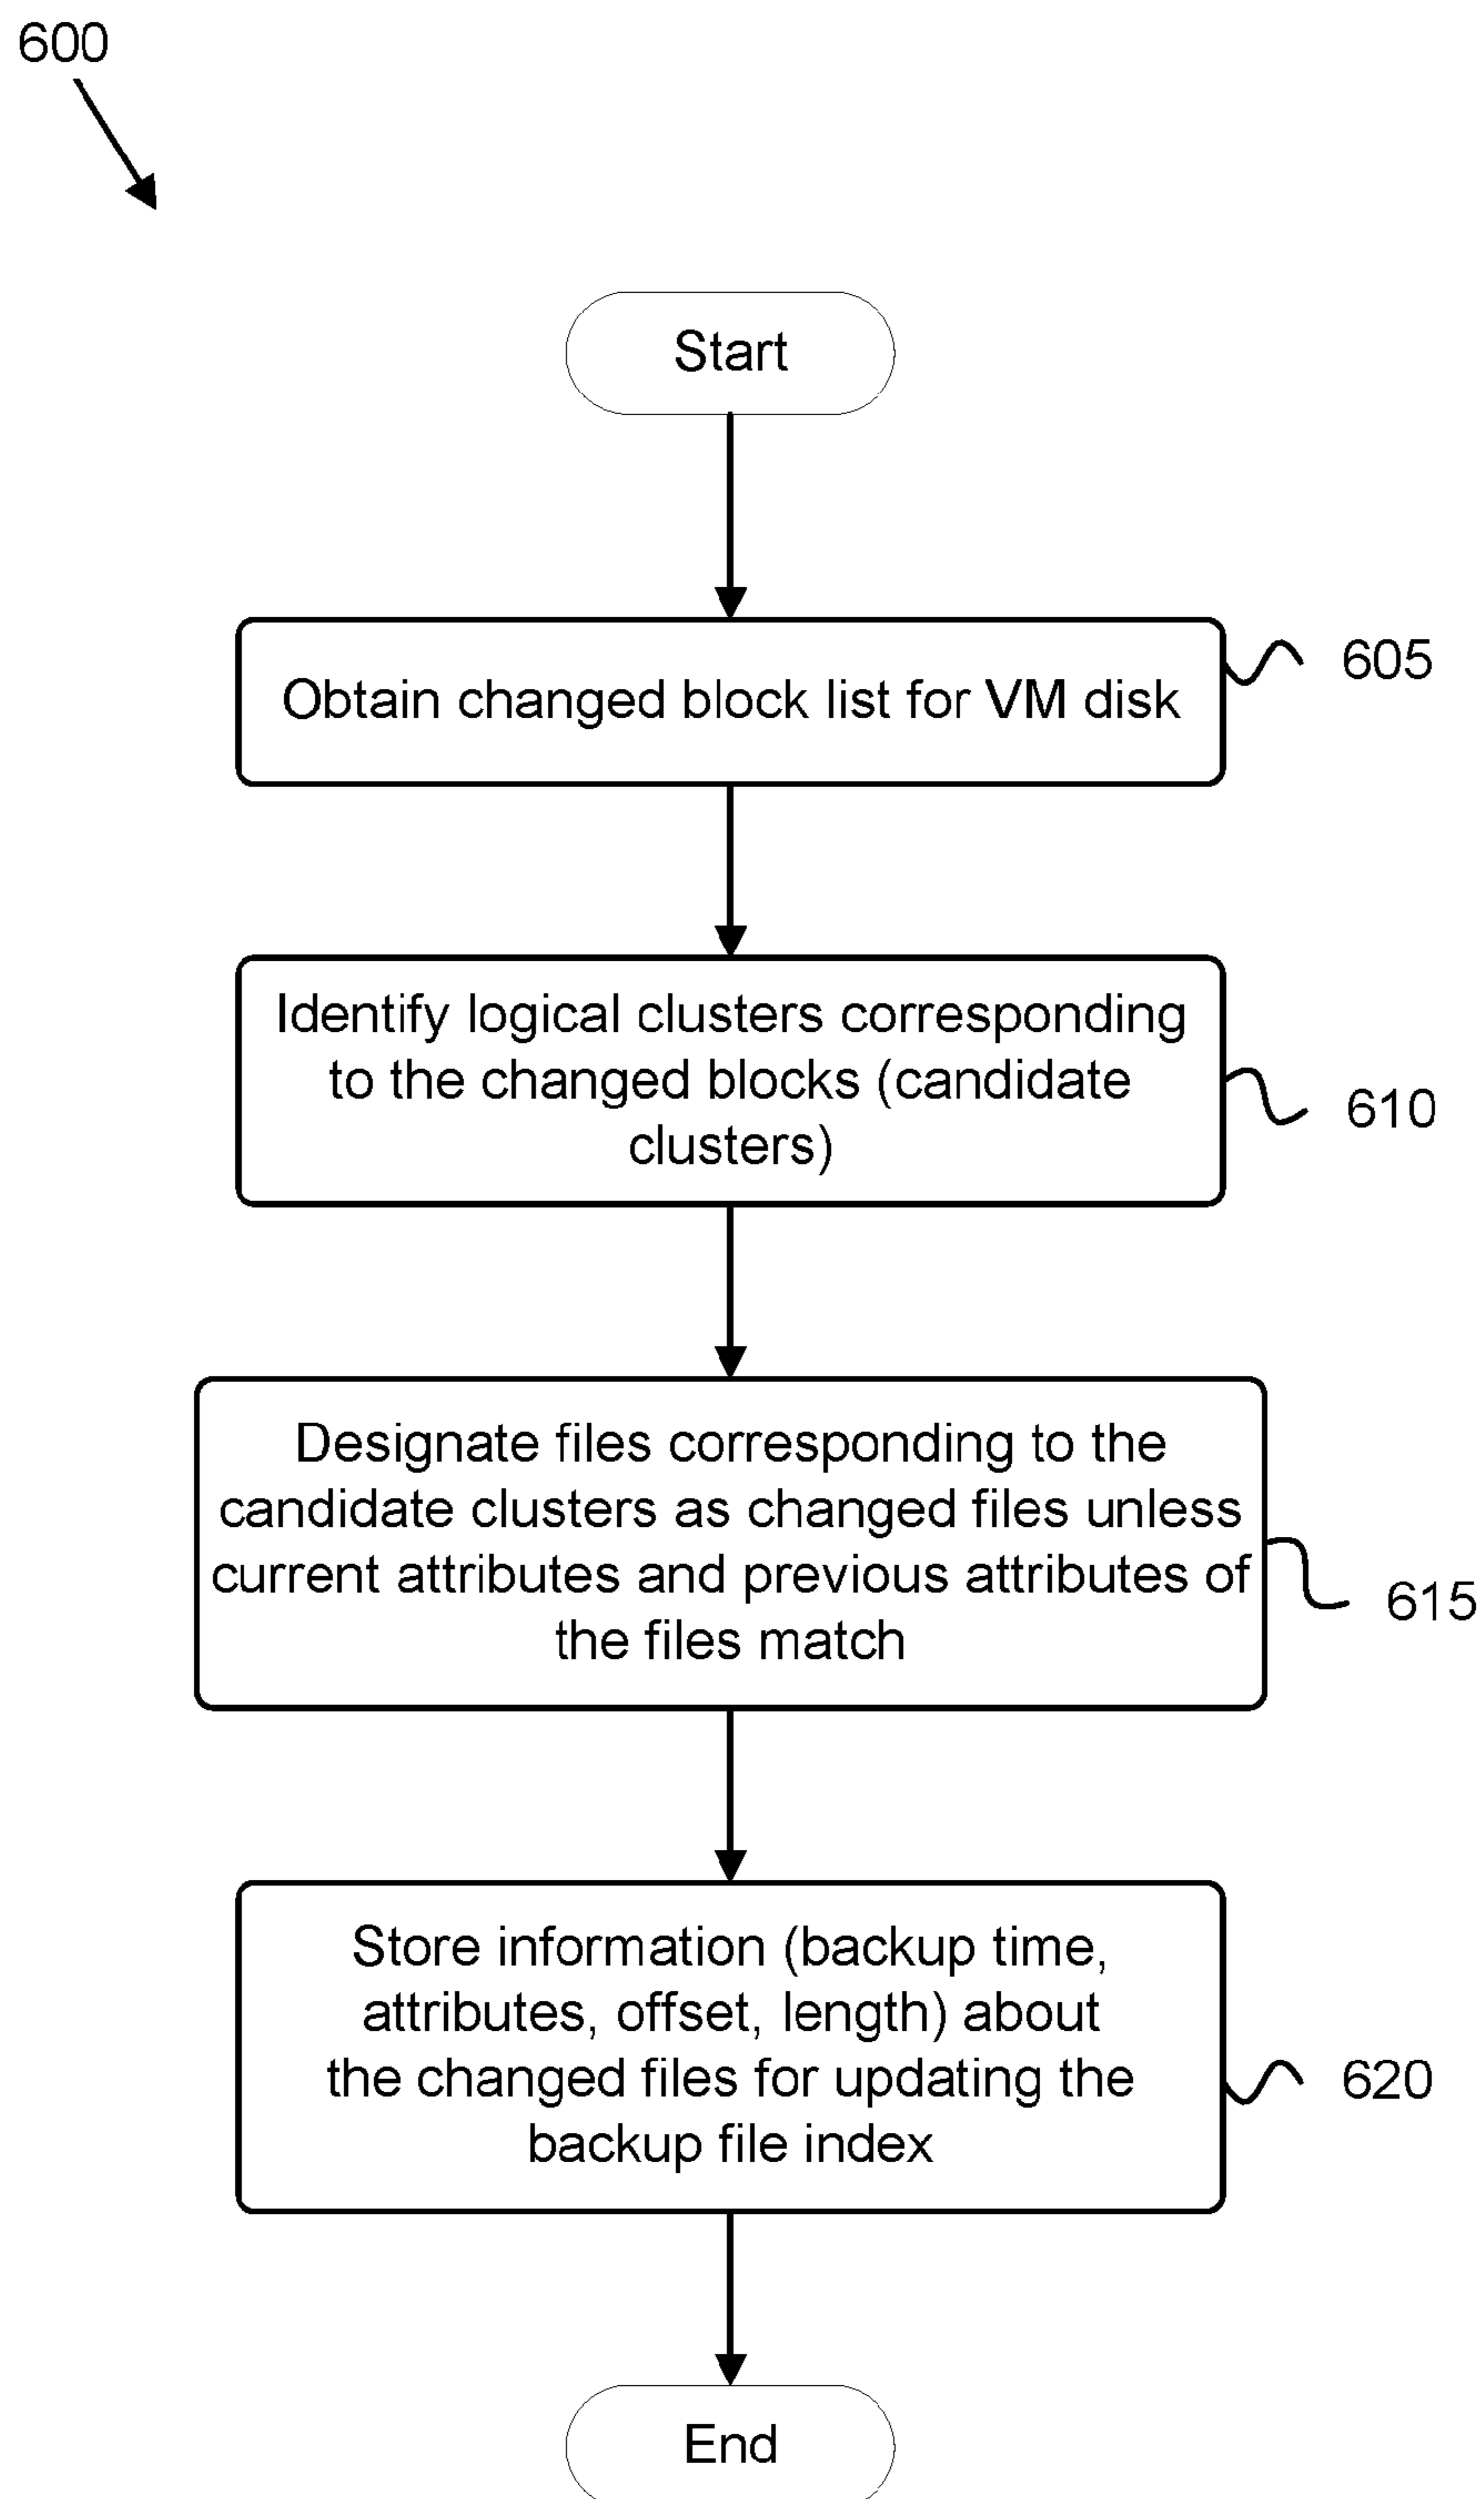 600
Start
Obtain changed block list for VM disk
605
Identify logical clusters corresponding
to the changed blocks (candidate
clusters)
610
Designate files corresponding to the
candidate clusters as changed files unless
current attributes and previous attributes of
the files match
615
Store information (backup time,
attributes, offset, length) about
the changed files for updating the
backup file index
620
End